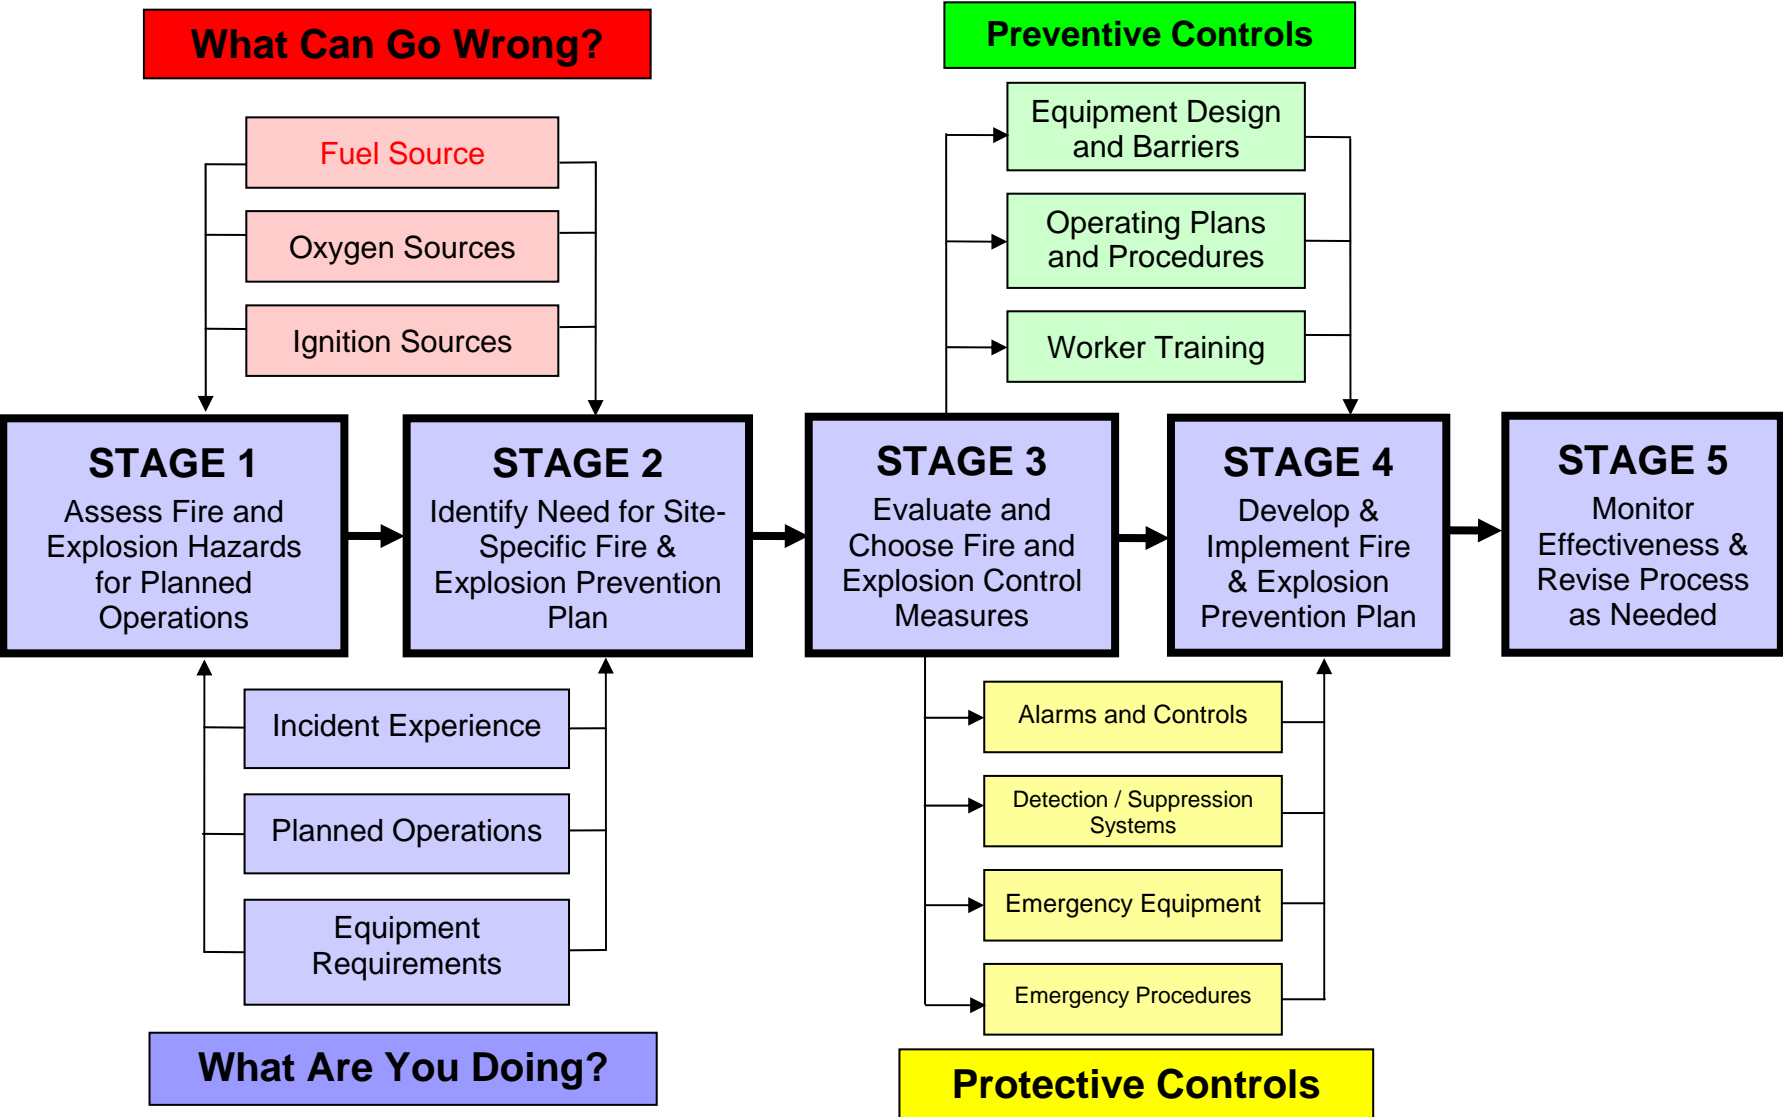 What Can Go Wrong?
Preventive Controls
Fuel Source
Oxygen Sources
Ignition Sources
Equipment Design
and Barriers
Operating Plans
and Procedures
Worker Training
STAGE 1
Assess Fire and
Explosion Hazards
for Planned
Operations
STAGE 2
Identify Need for Site-
Specific Fire &
Explosion Prevention
Plan
STAGE 3
Evaluate and
Choose Fire and
Explosion Control
Measures
STAGE 4
Develop &
Implement Fire
& Explosion
Prevention Plan
STAGE 5
Monitor
Effectiveness &
Revise Process
as Needed
Incident Experience
Planned Operations
Equipment
Requirements
Alarms and Controls
Detection / Suppression
Systems
Emergency Equipment
Emergency Procedures
What Are You Doing?
Protective Controls